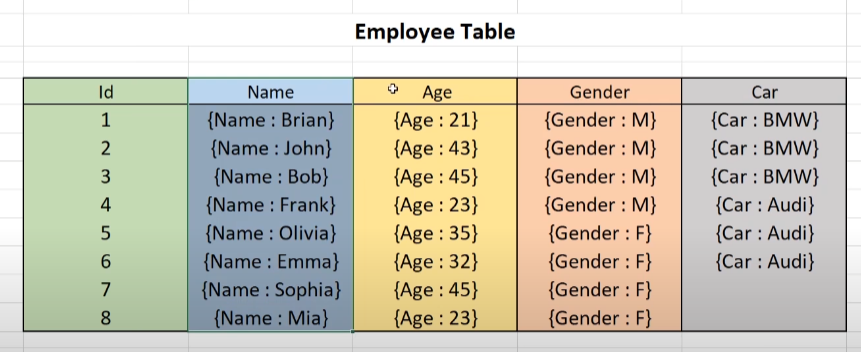 Employee Table
Id Name Age Gender Car
1 {Name : Brian} {Age : 21} {Gender : M} {Car : BMW}
2 {Name : John} {Age : 43} {Gender : M} {Car : BMW}
3 {Name : Bob} {Age : 45} {Gender : M} {Car : BMW}
4 {Name : Frank} {Age : 23} {Gender : M} {Car : Audi}
5 {Name : Olivia} {Age : 35} {Gender : F} {Car : Audi}
6 {Name : Emma} {Age : 32} {Gender : F} {Car : Audi}
7 {Name : Sophia} {Age : 45} {Gender : F}
8 {Name : Mia} {Age : 23} {Gender : F}